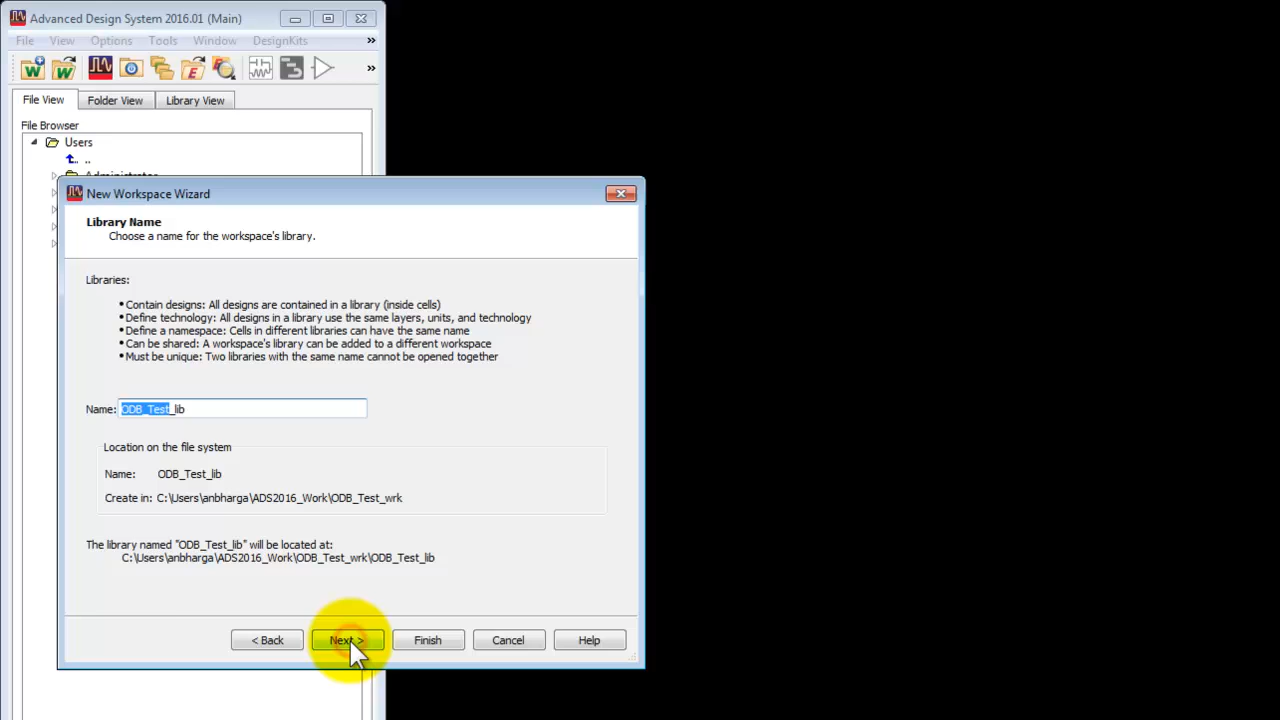 Advanced Design System 2016.01 (Main)
File View Options Tools Window DesignKits »
W W E »
File View Folder View Library View
File Browser
Users
..
Administrator
New Workspace Wizard
Library Name
Choose a name for the workspace's library.
Libraries:
•Contain designs: All designs are contained in a library (inside cells)
•Define technology: All designs in a library use the same layers, units, and technology
•Define a namespace: Cells in different libraries can have the same name
•Can be shared: A workspace's library can be added to a different workspace
•Must be unique: Two libraries with the same name cannot be opened together
Name: ODB_Test_lib
Location on the file system
Name: ODB_Test_lib
Create in: C:\Users\anbharga\ADS2016_Work\ODB_Test_wrk
The library named "ODB_Test_lib" will be located at:
C:\Users\anbharga\ADS2016_Work\ODB_Test_wrk\ODB_Test_lib
< Back Next > Finish Cancel Help